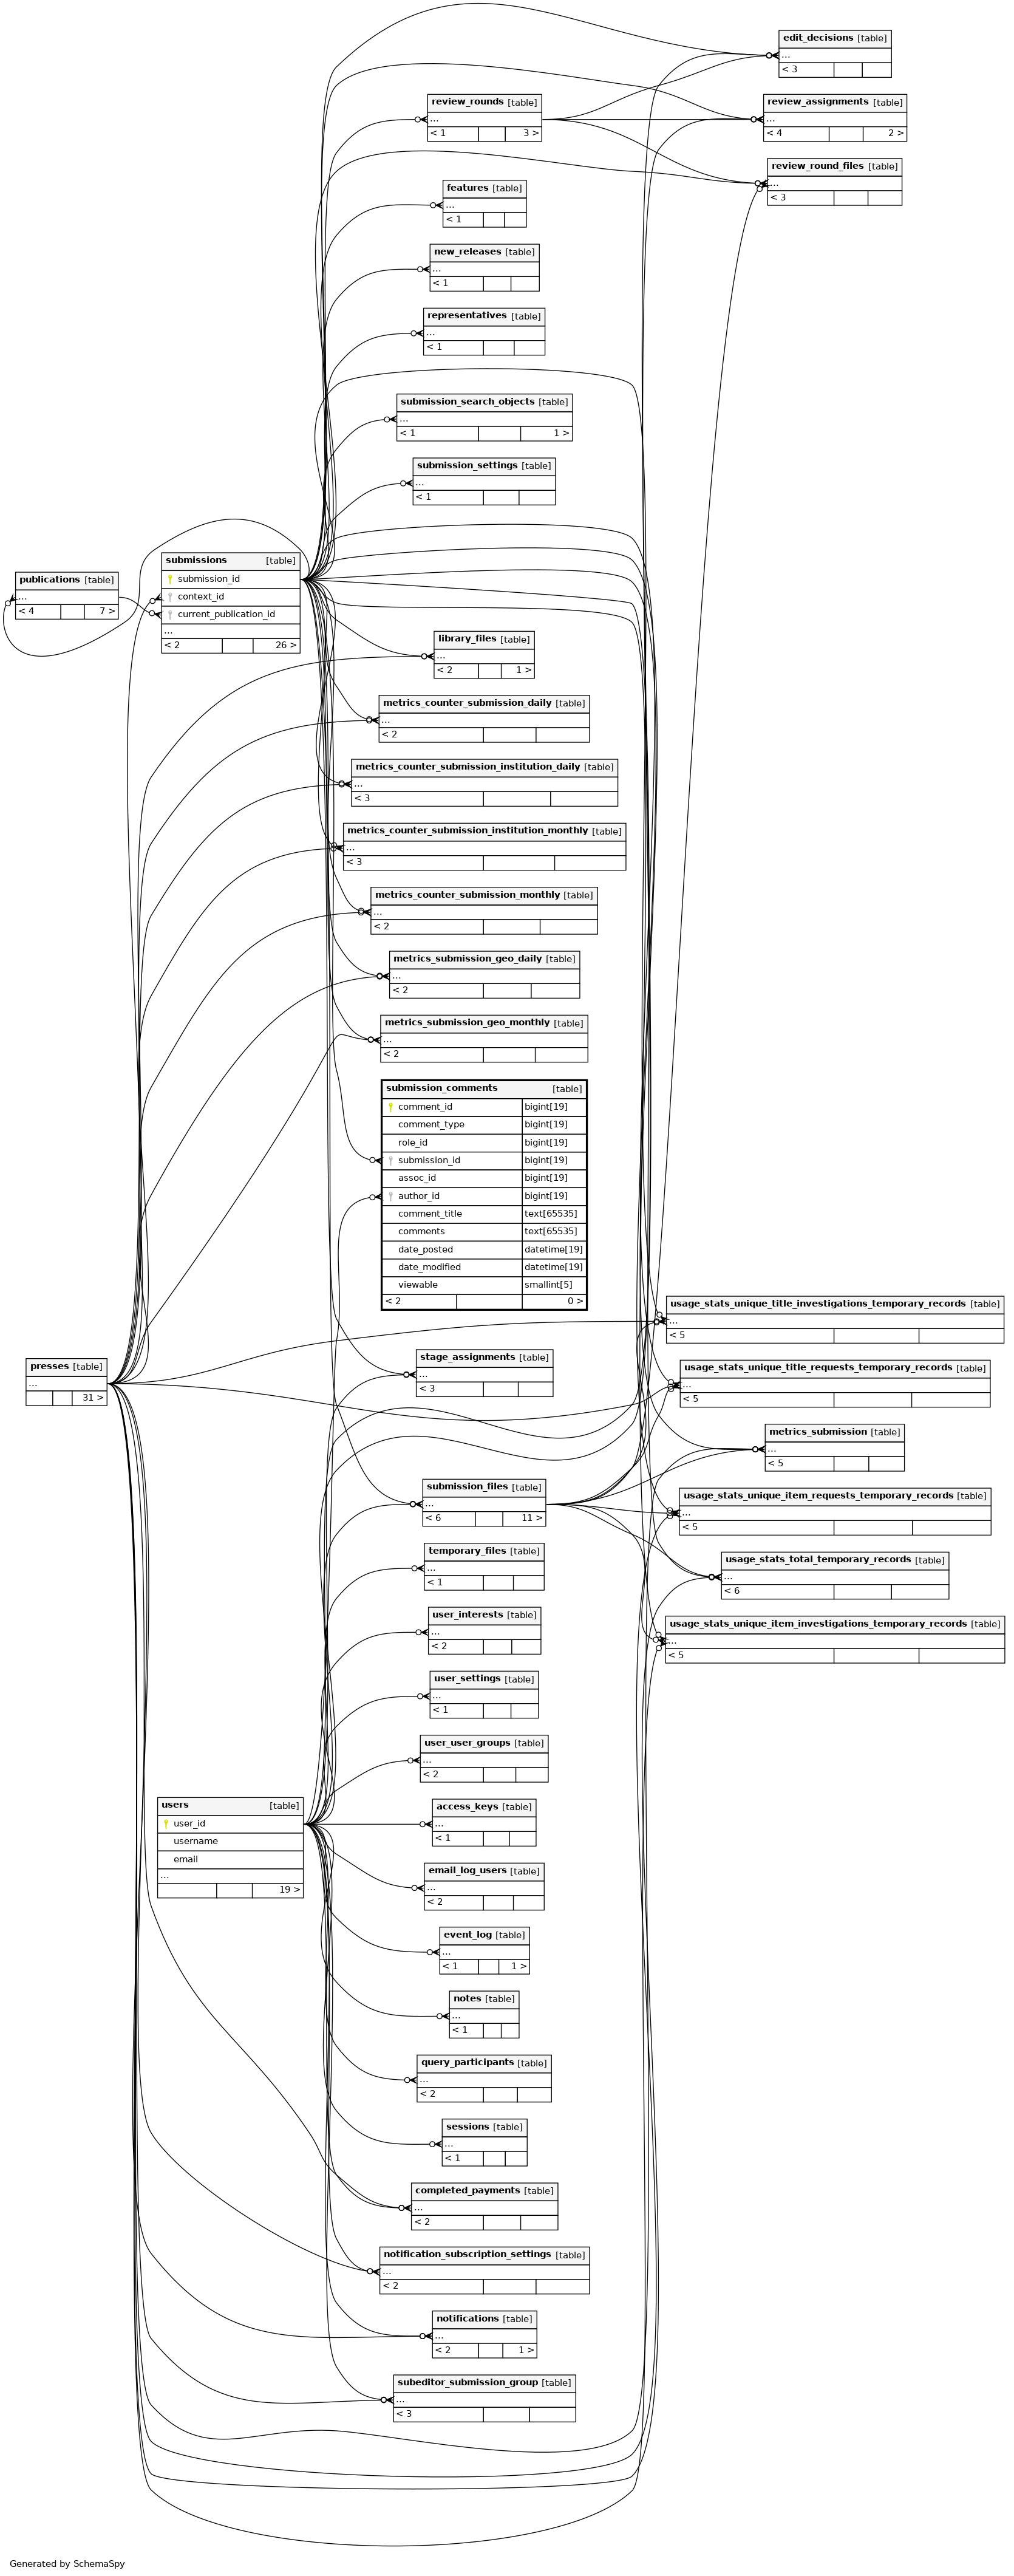 edit_decisions [table]
...
< 3
review_rounds [table]
...
< 1 3 >
review_assignments [table]
...
< 4 2 >
review_round_files [table]
...
< 3
features [table]
...
< 1
new_releases [table]
...
< 1
representatives [table]
...
< 1
submission_search_objects [table]
...
< 1 1 >
submission_settings [table]
...
< 1
submissions [table]
submission_id
context_id
current_publication_id
...
< 2 26 >
publications [table]
...
< 4 7 >
library_files [table]
...
< 2 1 >
metrics_counter_submission_daily [table]
...
< 2
metrics_counter_submission_institution_daily [table]
...
< 3
metrics_counter_submission_institution_monthly [table]
...
< 3
metrics_counter_submission_monthly [table]
...
< 2
metrics_submission_geo_daily [table]
...
< 2
metrics_submission_geo_monthly [table]
...
< 2
submission_comments [table]
comment_id bigint[19]
comment_type bigint[19]
role_id bigint[19]
submission_id bigint[19]
assoc_id bigint[19]
author_id bigint[19]
comment_title text[65535]
comments text[65535]
date_posted datetime[19]
date_modified datetime[19]
viewable smallint[5]
< 2 0 >
usage_stats_unique_title_investigations_temporary_records [table]
...
< 5
presses [table]
...
31 >
stage_assignments [table]
...
< 3
usage_stats_unique_title_requests_temporary_records [table]
...
< 5
metrics_submission [table]
...
< 5
submission_files [table]
...
< 6 11 >
usage_stats_unique_item_requests_temporary_records [table]
...
< 5
temporary_files [table]
...
< 1
usage_stats_total_temporary_records [table]
...
< 6
user_interests [table]
...
< 2
usage_stats_unique_item_investigations_temporary_records [table]
...
< 5
user_settings [table]
...
< 1
user_user_groups [table]
...
< 2
users [table]
user_id
username
email
...
19 >
access_keys [table]
...
< 1
email_log_users [table]
...
< 2
event_log [table]
...
< 1 1 >
notes [table]
...
< 1
query_participants [table]
...
< 2
sessions [table]
...
< 1
completed_payments [table]
...
< 2
notification_subscription_settings [table]
...
< 2
notifications [table]
...
< 2 1 >
subeditor_submission_group [table]
...
< 3
Generated by SchemaSpy